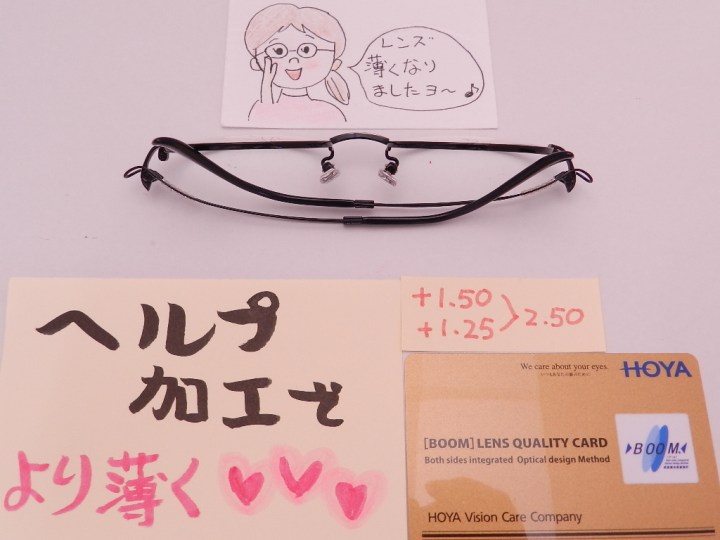 レンズ
薄くなり
ましたヨ〜♪
ヘルプ
加工で
より薄く
+1.50
+1.25
2.50
We care about your eyes.
HOYA
[BOOM] LENS QUALITY CARD
Both sides integrated Optical design Method
BOOM
HOYA Vision Care Company